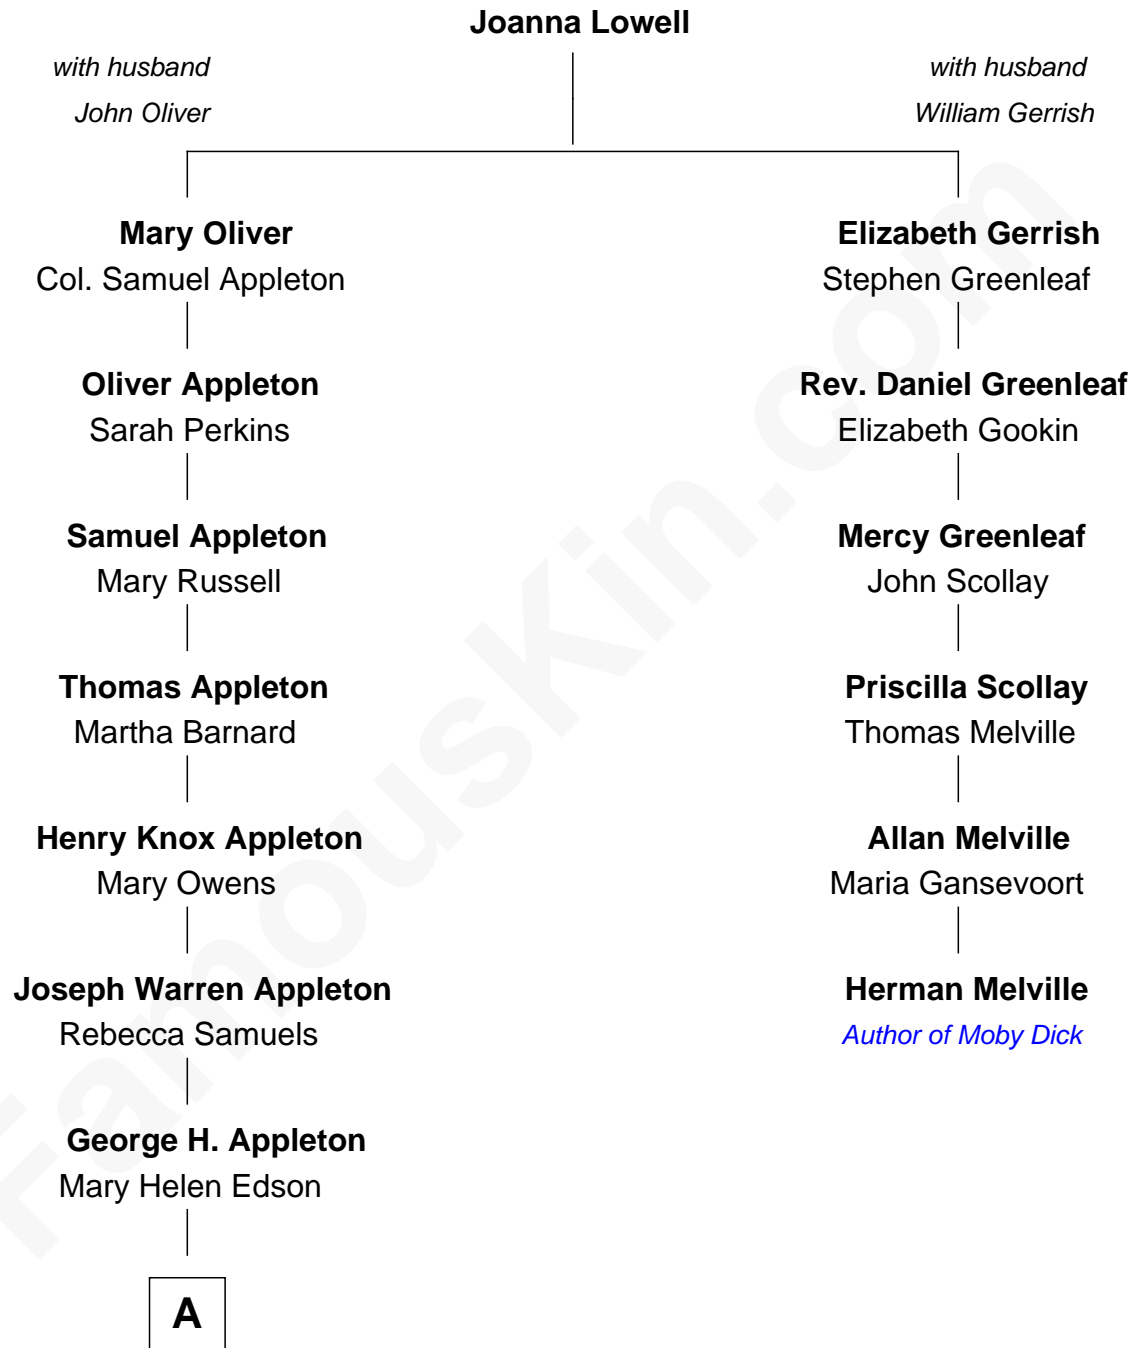 Joanna Lowell
with husband
John Oliver
with husband
William Gerrish
Mary Oliver
Col. Samuel Appleton
Elizabeth Gerrish
Stephen Greenleaf
Oliver Appleton
Sarah Perkins
Rev. Daniel Greenleaf
Elizabeth Gookin
Samuel Appleton
Mary Russell
Mercy Greenleaf
John Scollay
Thomas Appleton
Martha Barnard
Priscilla Scollay
Thomas Melville
Henry Knox Appleton
Mary Owens
Allan Melville
Maria Gansevoort
Joseph Warren Appleton
Rebecca Samuels
Herman Melville
Author of Moby Dick
George H. Appleton
Mary Helen Edson
A
FamousKin.com